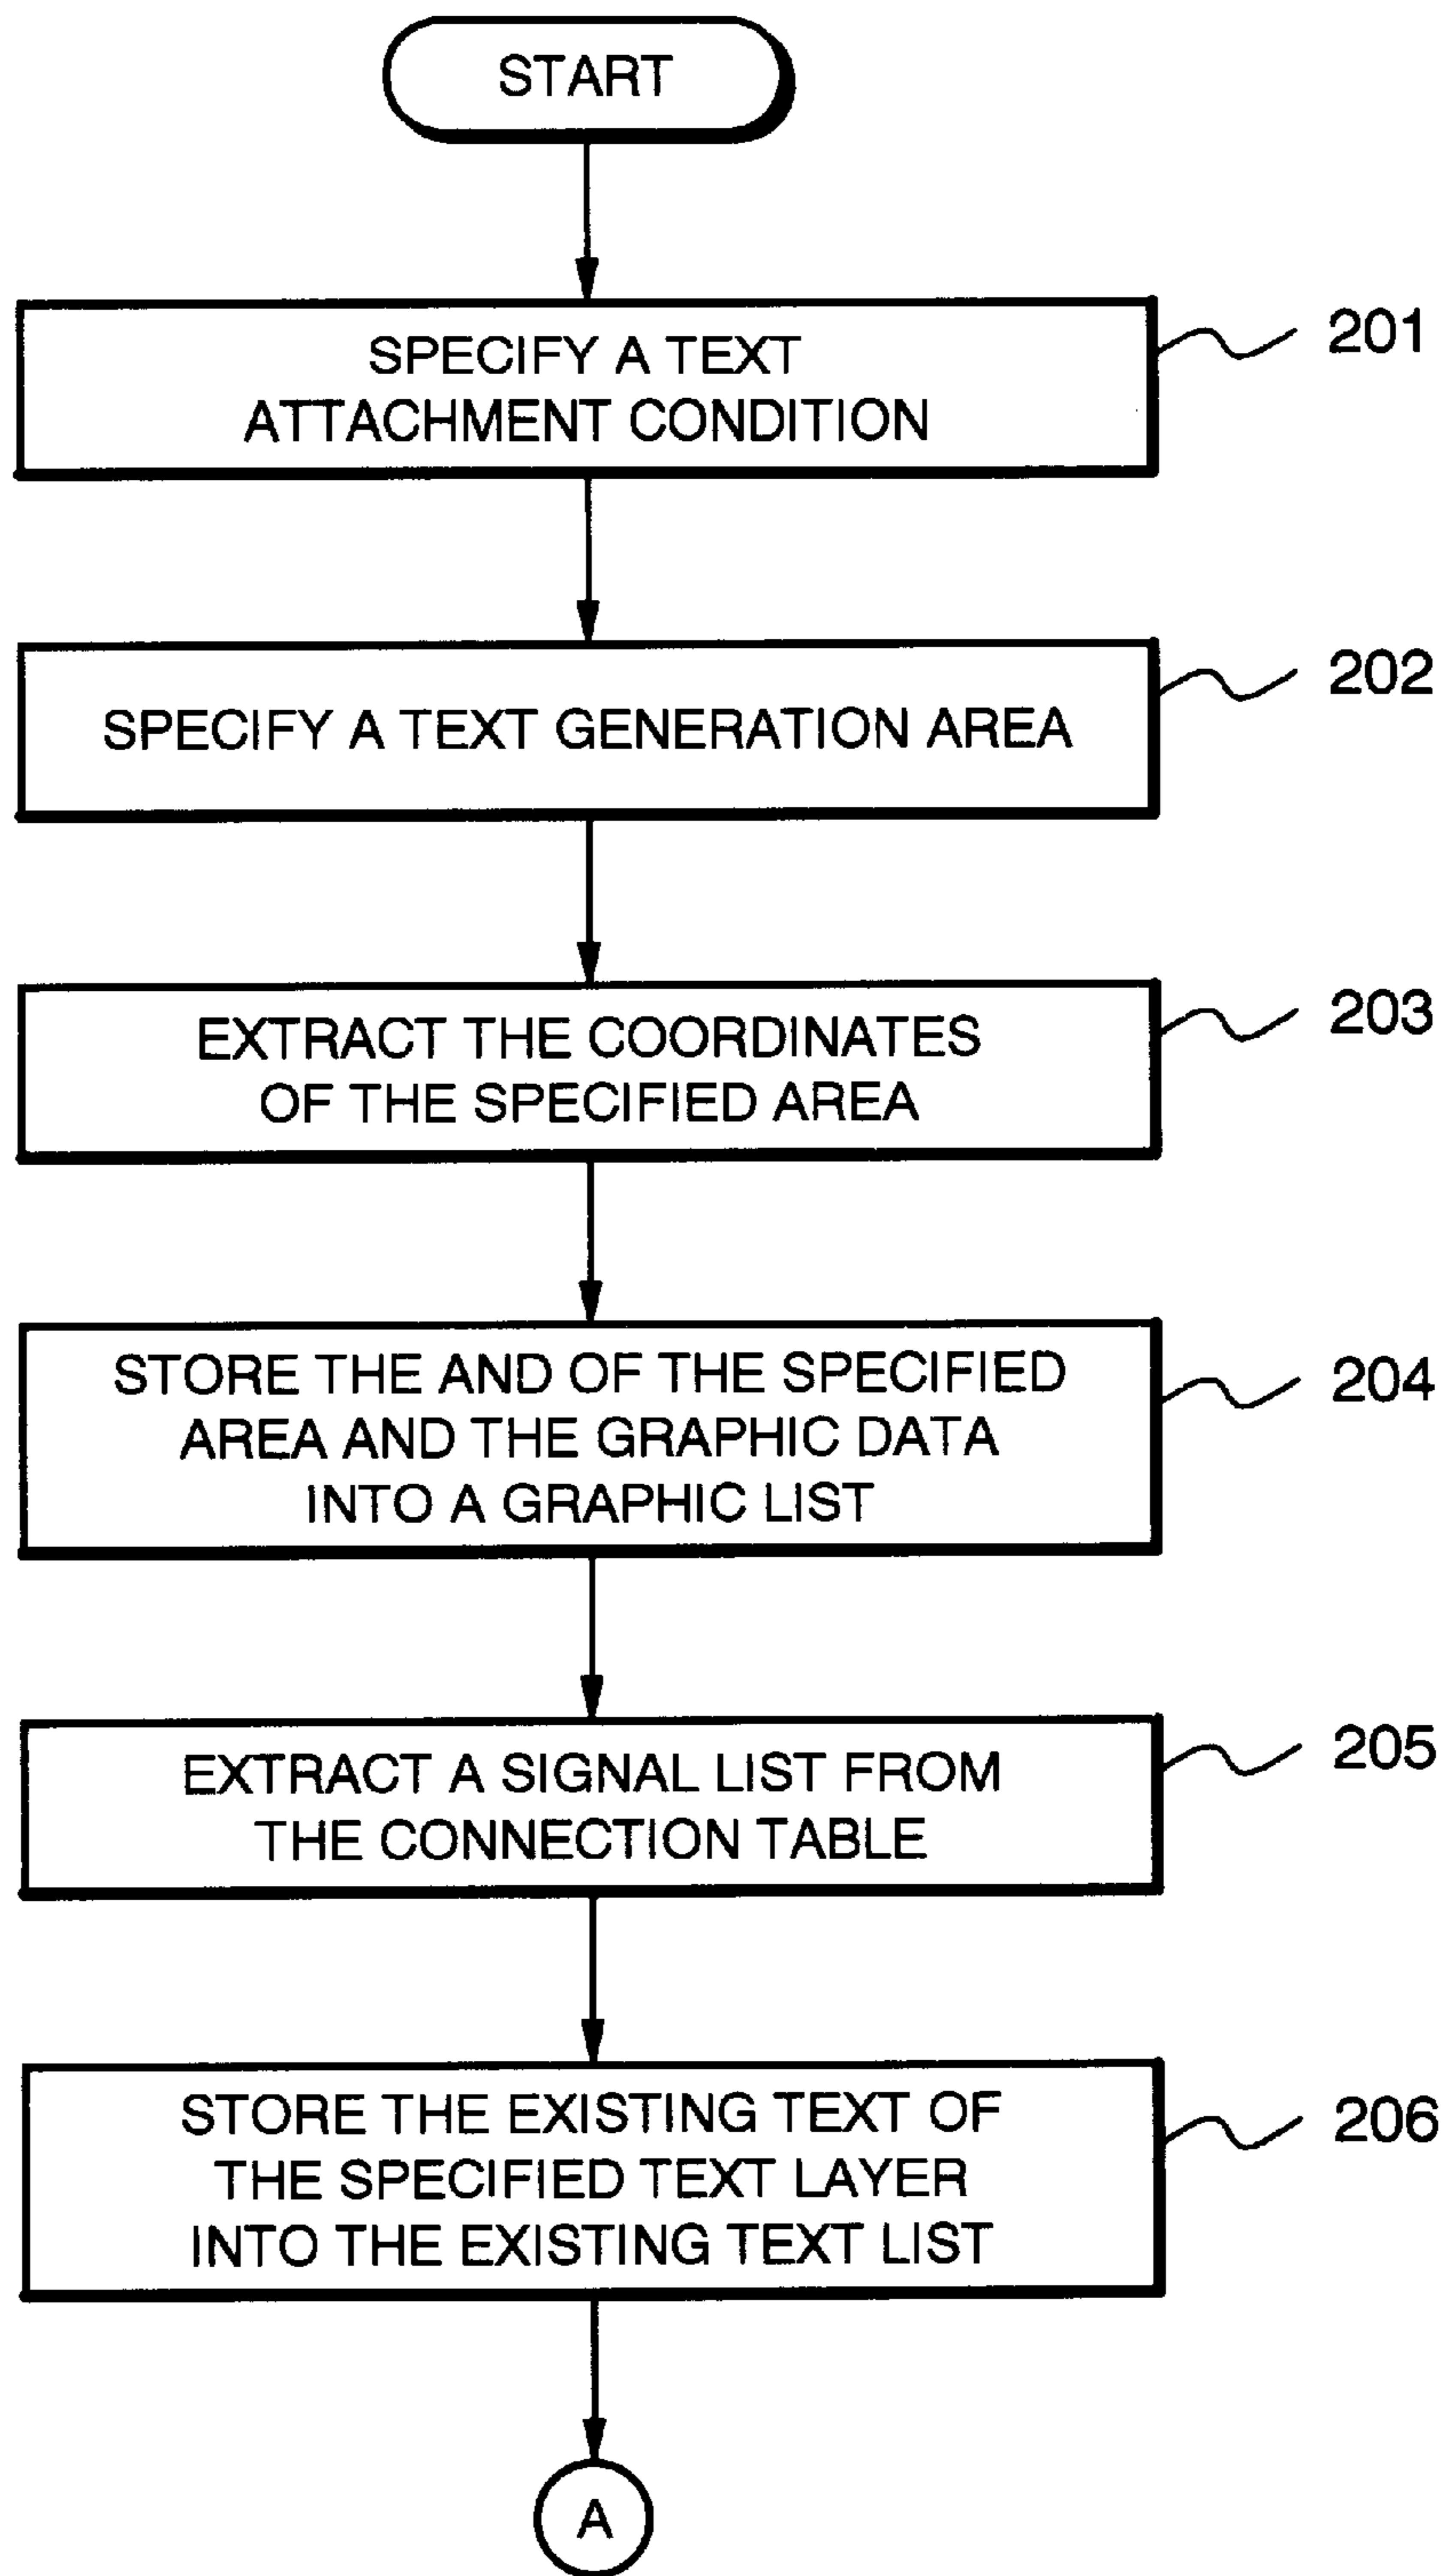 START
SPECIFY A TEXT
ATTACHMENT CONDITION
201
SPECIFY A TEXT GENERATION AREA
202
EXTRACT THE COORDINATES
OF THE SPECIFIED AREA
203
STORE THE AND OF THE SPECIFIED
AREA AND THE GRAPHIC DATA
INTO A GRAPHIC LIST
204
EXTRACT A SIGNAL LIST FROM
THE CONNECTION TABLE
205
STORE THE EXISTING TEXT OF
THE SPECIFIED TEXT LAYER
INTO THE EXISTING TEXT LIST
206
A